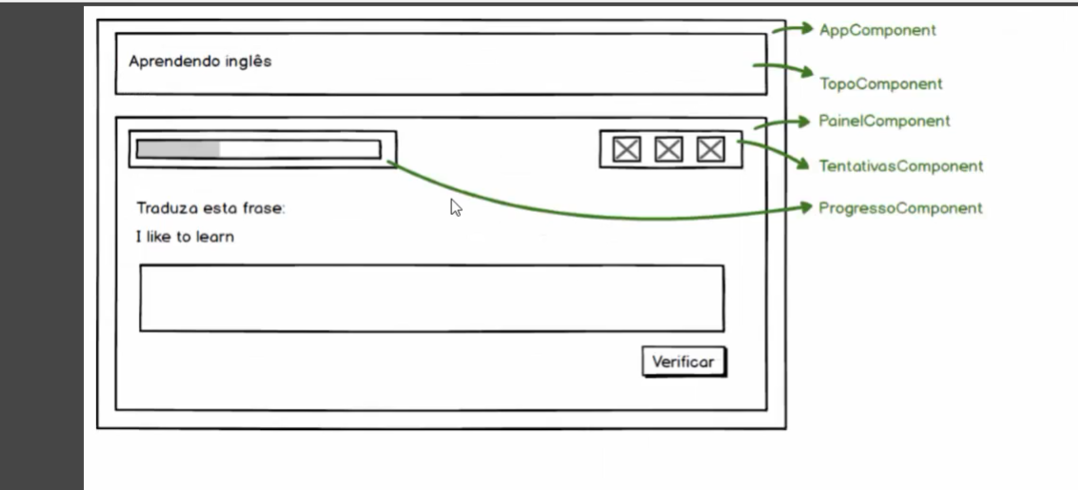 Aprendendo inglês
AppComponent
TopoComponent
PainelComponent
TentativasComponent
ProgressoComponent
Traduza esta frase:
I like to learn
Verificar